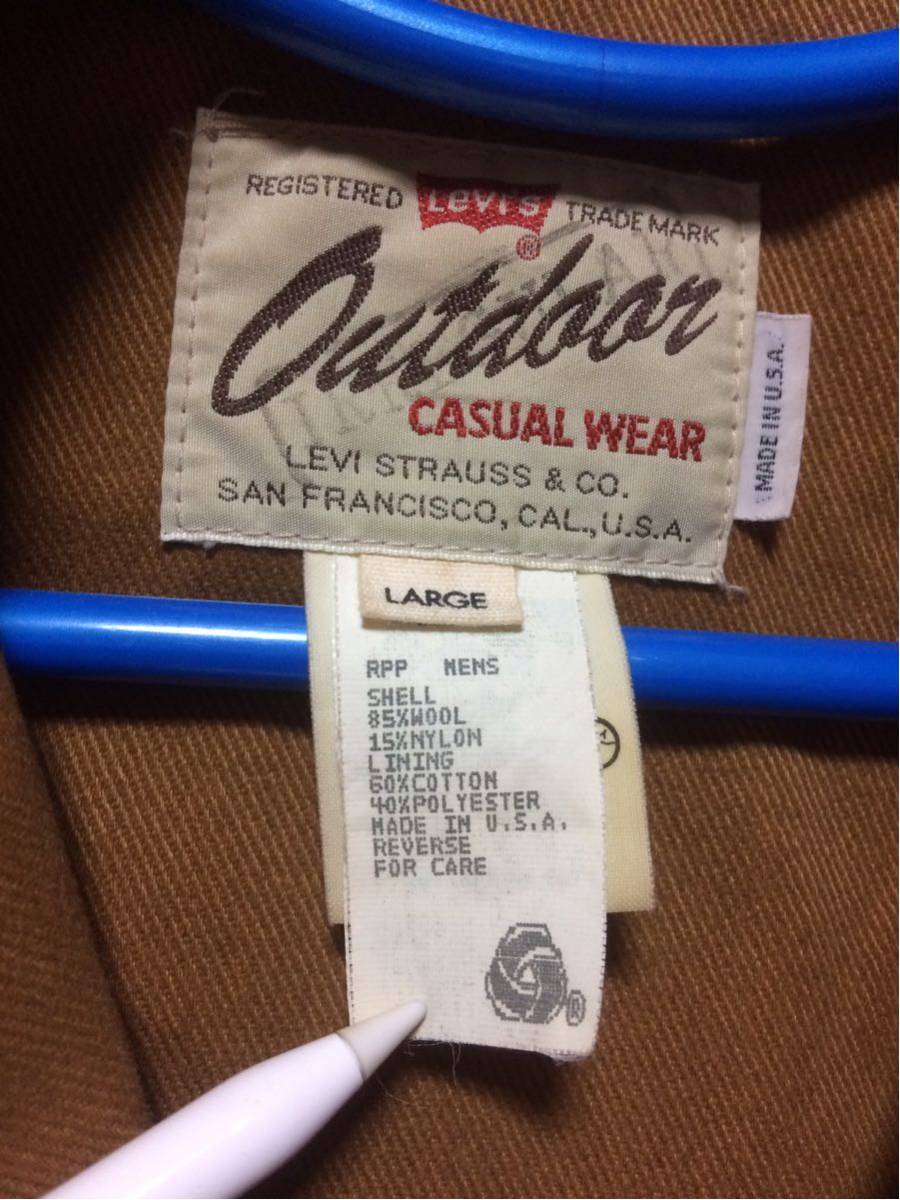 REGISTERED Levi's ® TRADE MARK
Outdoor
CASUAL WEAR
LEVI STRAUSS & CO.
SAN FRANCISCO, CAL., U.S.A.
MADE IN U.S.A.
LARGE
RPP MENS
SHELL
85%WOOL
15%NYLON
LINING
60%COTTON
40%POLYESTER
MADE IN U.S.A.
REVERSE
FOR CARE
®